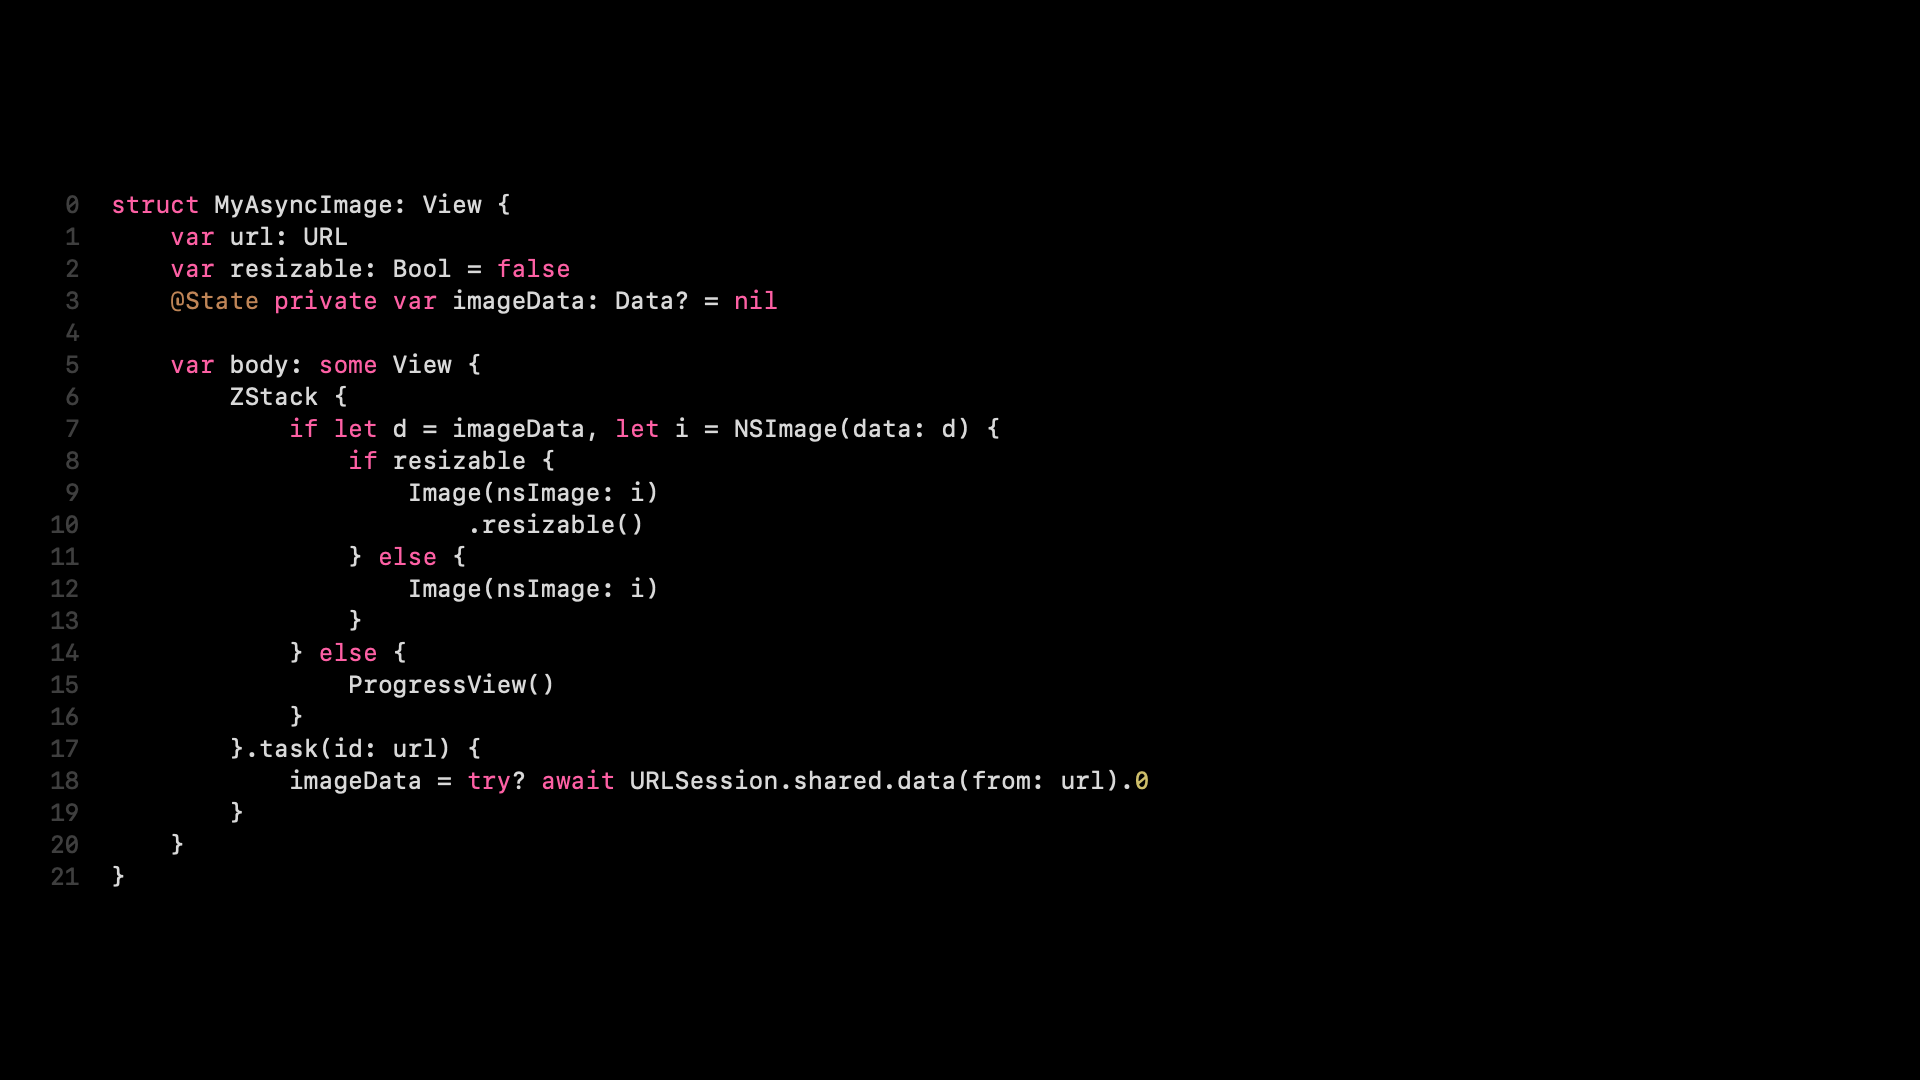 0 struct MyAsyncImage: View {
1     var url: URL
2     var resizable: Bool = false
3     @State private var imageData: Data? = nil
4
5     var body: some View {
6         ZStack {
7             if let d = imageData, let i = NSImage(data: d) {
8                 if resizable {
9                     Image(nsImage: i)
10                         .resizable()
11                 } else {
12                     Image(nsImage: i)
13                 }
14             } else {
15                 ProgressView()
16             }
17         }.task(id: url) {
18             imageData = try? await URLSession.shared.data(from: url).0
19         }
20     }
21 }